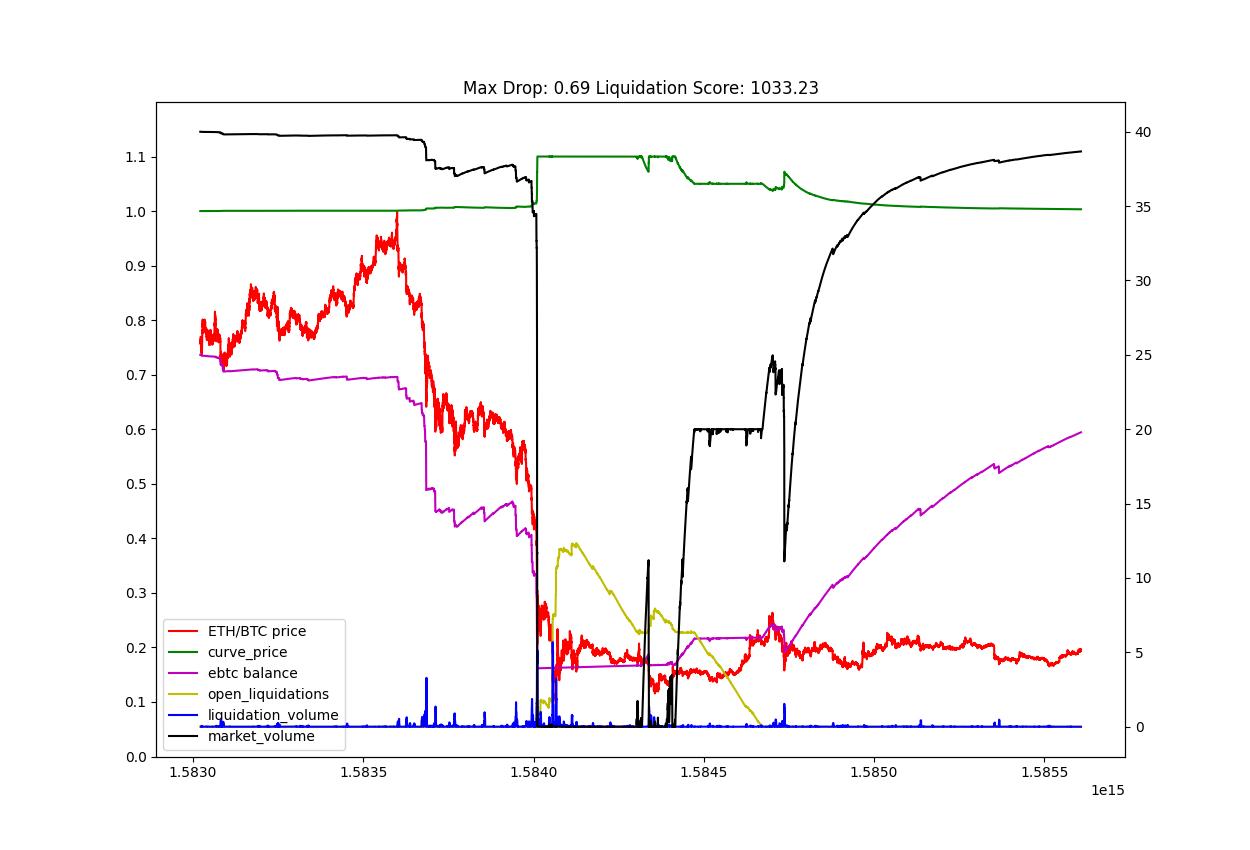 Max Drop: 0.69 Liquidation Score: 1033.23
1.1
1.0
0.9
0.8
0.7
0.6
0.5
0.4
0.3
0.2
0.1
0.0
40
35
30
25
20
15
10
5
0
ETH/BTC price
curve_price
ebtc balance
open_liquidations
liquidation_volume
market_volume
1.5830 1.5835 1.5840 1.5845 1.5850 1.5855
1e15